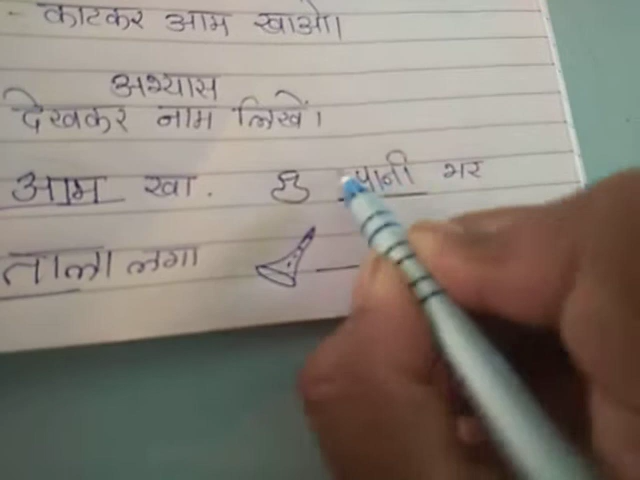 - काटकर आम खाओ।
अभ्यास
देखकर नाम लिखें।
आम खा. पानी भर
ताला लगा